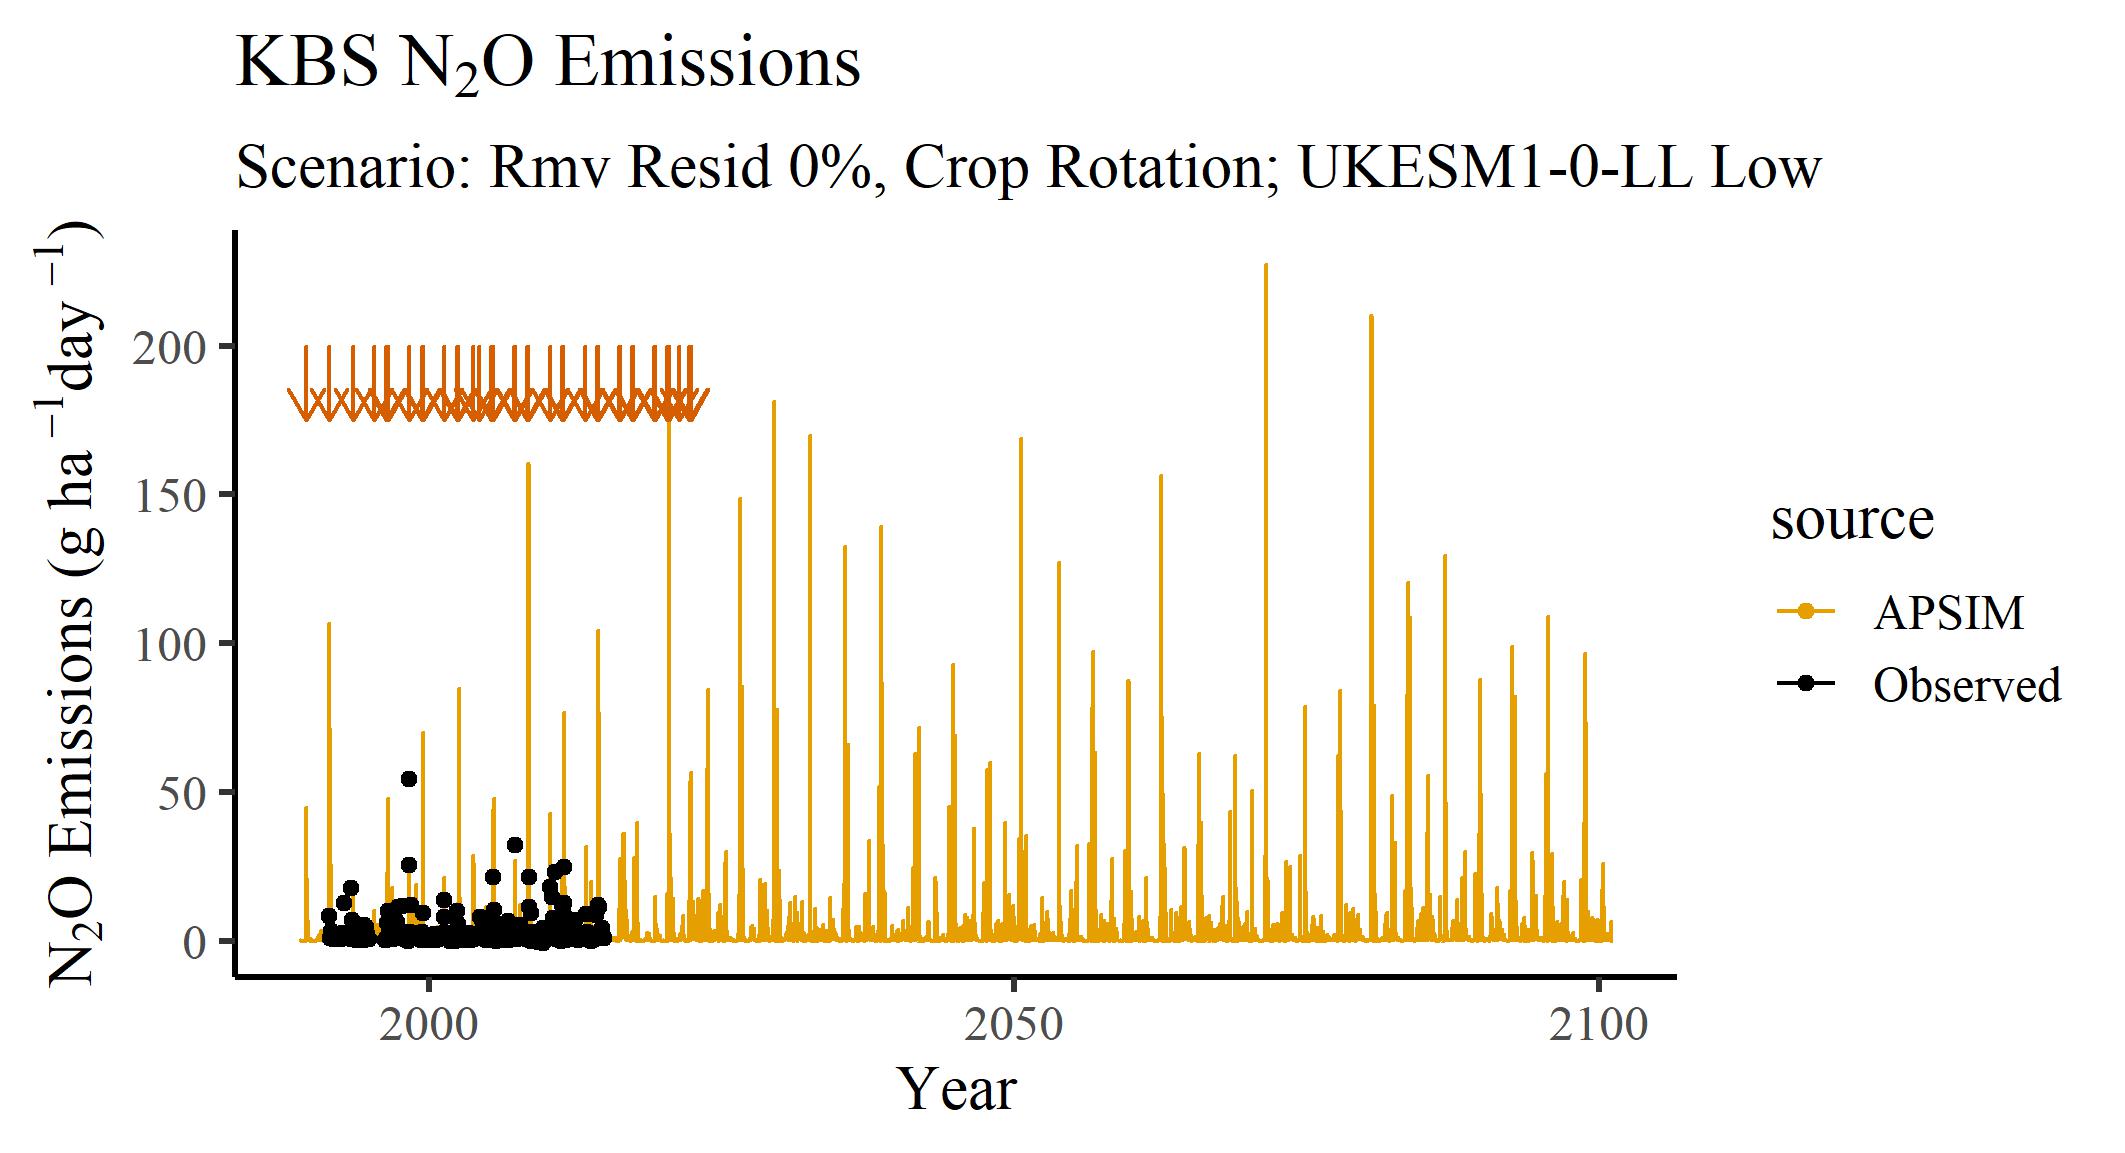 KBS N₂O Emissions
Scenario: Rmv Resid 0%, Crop Rotation; UKESM1-0-LL Low
N₂O Emissions (g ha ⁻¹day ⁻¹)
200
150
100
50
0
2000 2050 2100
Year
source
APSIM
Observed